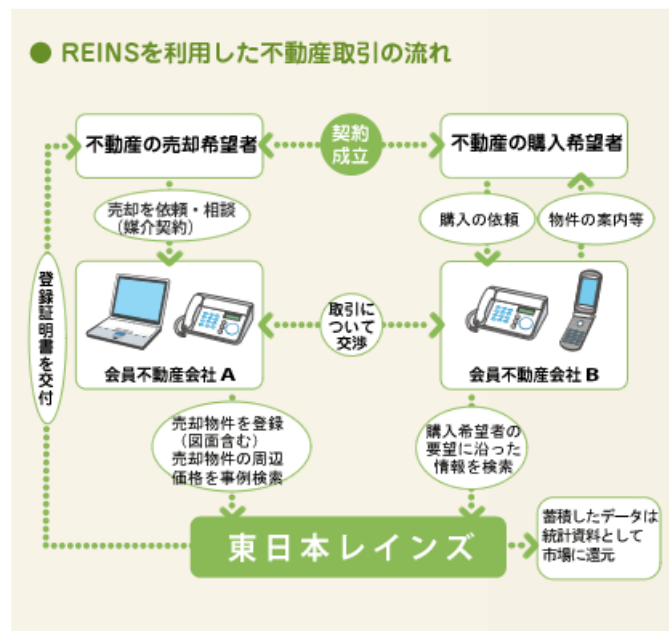 ● REINSを利用した不動産取引の流れ
不動産の売却希望者
契約
成立
不動産の購入希望者
売却を依頼・相談
(媒介契約)
購入の依頼
物件の案内等
登録証明書を交付
会員不動産会社 A
取引に
ついて
交渉
会員不動産会社 B
売却物件を登録
(図面含む)
売却物件の周辺
価格を事例検索
購入希望者の
要望に沿った
情報を検索
東日本レインズ
蓄積したデータは
統計資料として
市場に還元